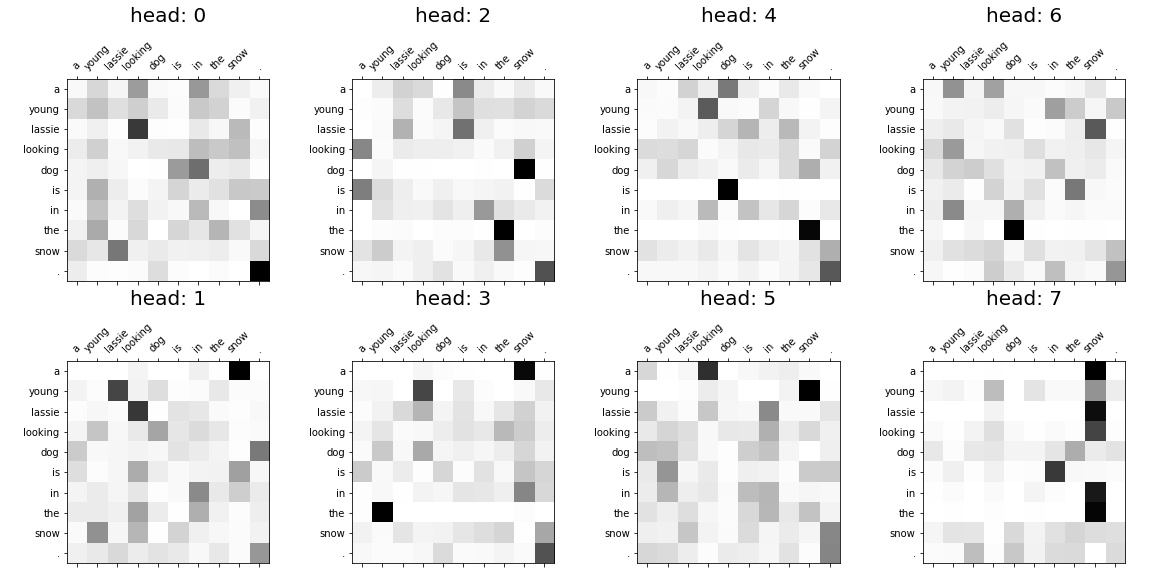 head: 0 head: 2 head: 4 head: 6
a young lassie looking dog is in the snow . a young lassie looking dog is in the snow . a young lassie looking dog is in the snow . a young lassie looking dog is in the snow .
a a a a
young young young young
lassie lassie lassie lassie
looking looking looking looking
dog dog dog dog
is is is is
in in in in
the the the the
snow snow snow snow
. . . .
head: 1 head: 3 head: 5 head: 7
a young lassie looking dog is in the snow . a young lassie looking dog is in the snow . a young lassie looking dog is in the snow . a young lassie looking dog is in the snow .
a a a a
young young young young
lassie lassie lassie lassie
looking looking looking looking
dog dog dog dog
is is is is
in in in in
the the the the
snow snow snow snow
. . . .